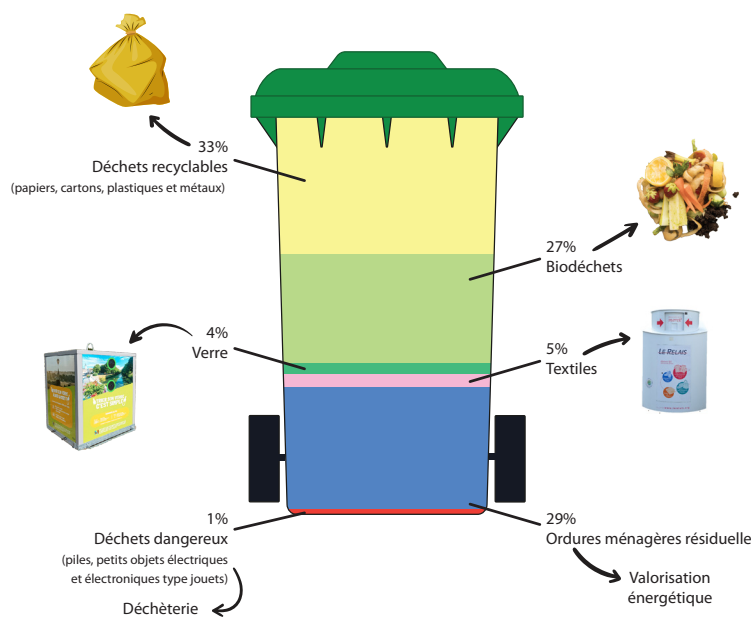 33%
Déchets recyclables
(papiers, cartons, plastiques et métaux)
27%
Biodéchets
4%
Verre
5%
Textiles
LE RELAIS
1%
Déchets dangereux
(piles, petits objets électriques
et électroniques type jouets)
Déchèterie
29%
Ordures ménagères résiduelle
Valorisation
énergétique